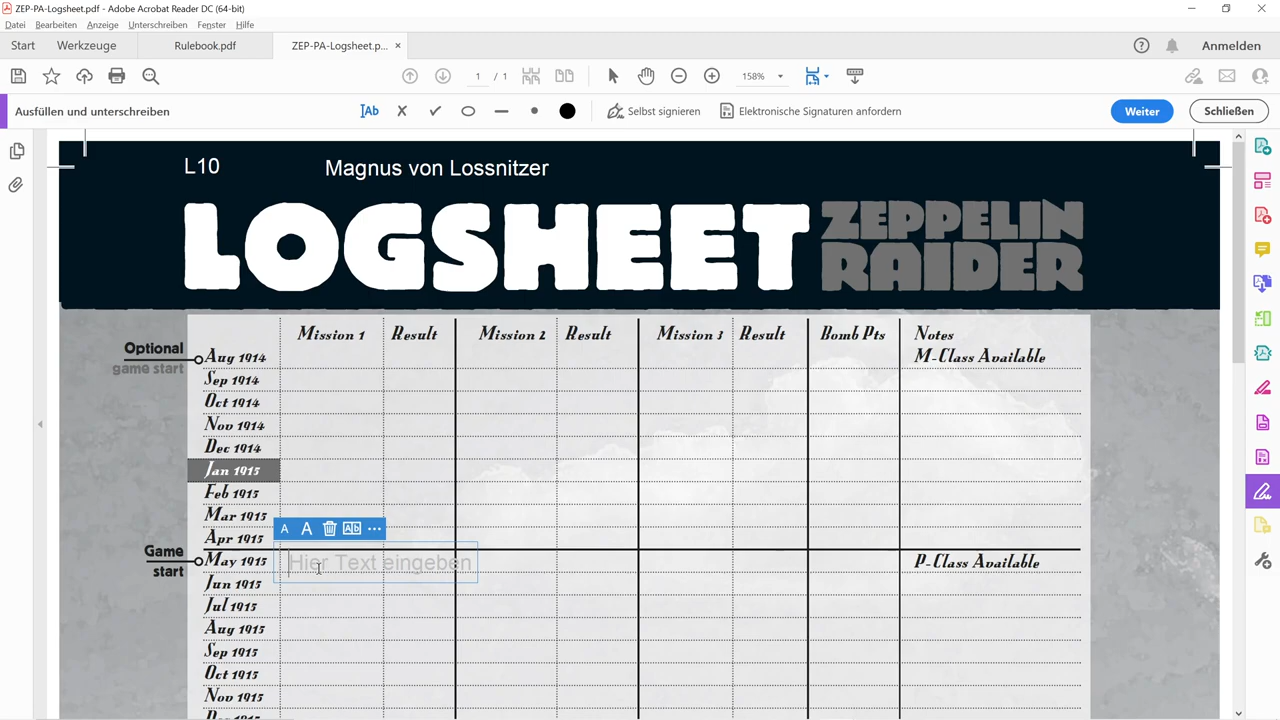 ZEP-PA-Logsheet.pdf - Adobe Acrobat Reader DC (64-bit)
Datei Bearbeiten Anzeige Unterschreiben Fenster Hilfe
Start Werkzeuge Rulebook.pdf ZEP-PA-Logsheet.p... × Anmelden
1 / 1 158%
Ausfüllen und unterschreiben Ab Selbst signieren Elektronische Signaturen anfordern Weiter Schließen
L10 Magnus von Lossnitzer
LOGSHEET ZEPPELIN RAIDER
Mission 1 Result Mission 2 Result Mission 3 Result Bomb Pts Notes
Optional game start
Aug 1914 M-Class Available
Sep 1914
Oct 1914
Nov 1914
Dec 1914
Jan 1915
Feb 1915
Mar 1915
A A Ab ...
Apr 1915
Game start
May 1915 Hier Text eingeben P-Class Available
Jun 1915
Jul 1915
Aug 1915
Sep 1915
Oct 1915
Nov 1915
Dec 1915